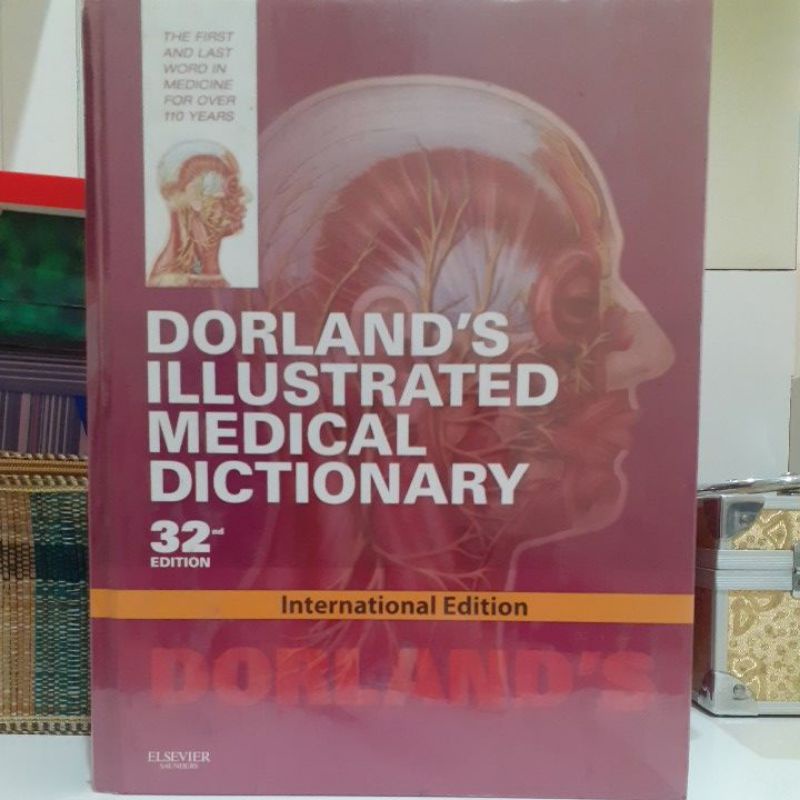 THE FIRST
AND LAST
WORD IN
MEDICINE
FOR OVER
110 YEARS
DORLAND'S
ILLUSTRATED
MEDICAL
DICTIONARY
32nd
EDITION
International Edition
DORLAND'S
ELSEVIER
SAUNDERS